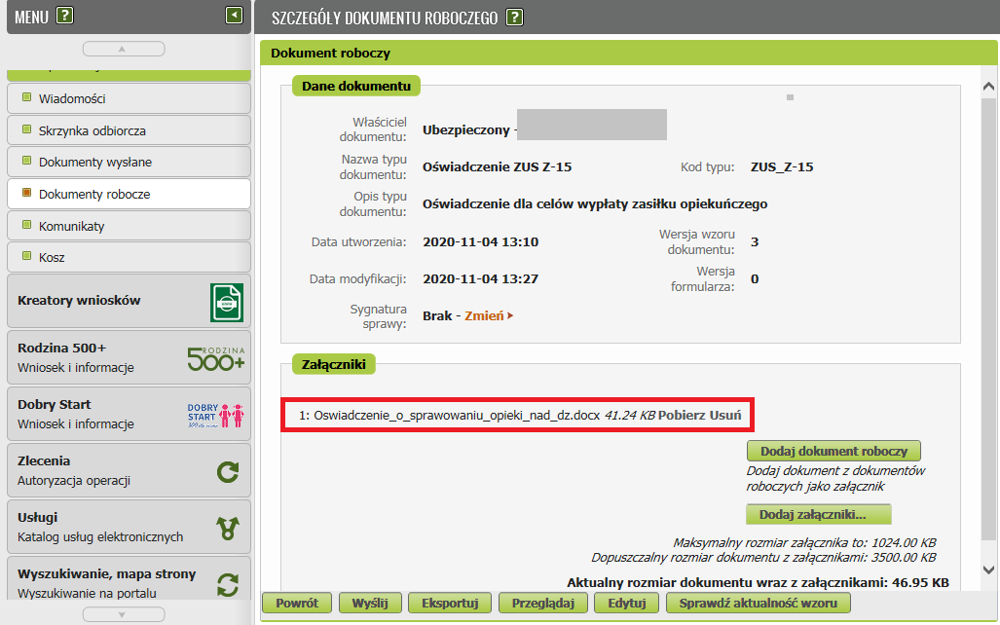 MENU ?
SZCZEGÓŁY DOKUMENTU ROBOCZEGO ?
Wiadomości
Skrzynka odbiorcza
Dokumenty wysłane
Dokumenty robocze
Komunikaty
Kosz
Kreatory wniosków
www
Rodzina 500+
Wniosek i informacje
RODZINA
500+
Dobry Start
Wniosek i informacje
DOBRY
START
Zlecenia
Autoryzacja operacji
Usługi
Katalog usług elektronicznych
Wyszukiwanie, mapa strony
Wyszukiwanie na portalu
Dokument roboczy
Dane dokumentu
Właściciel
dokumentu:
Ubezpieczony -
Nazwa typu
dokumentu:
Oświadczenie ZUS Z-15
Kod typu: ZUS_Z-15
Opis typu
dokumentu:
Oświadczenie dla celów wypłaty zasiłku opiekuńczego
Data utworzenia: 2020-11-04 13:10
Wersja wzoru
dokumentu:
3
Data modyfikacji: 2020-11-04 13:27
Wersja
formularza:
0
Sygnatura
sprawy:
Brak - Zmień
Załączniki
1: Oswiadczenie_o_sprawowaniu_opieki_nad_dz.docx 41.24 KB Pobierz Usuń
Dodaj dokument roboczy
Dodaj dokument z dokumentów
roboczych jako załącznik
Dodaj załączniki...
Maksymalny rozmiar załącznika to: 1024.00 KB
Dopuszczalny rozmiar dokumentu z załącznikami: 3500.00 KB
Aktualny rozmiar dokumentu wraz z załącznikami: 46.95 KB
Powrót Wyślij Eksportuj Przeglądaj Edytuj Sprawdź aktualność wzoru